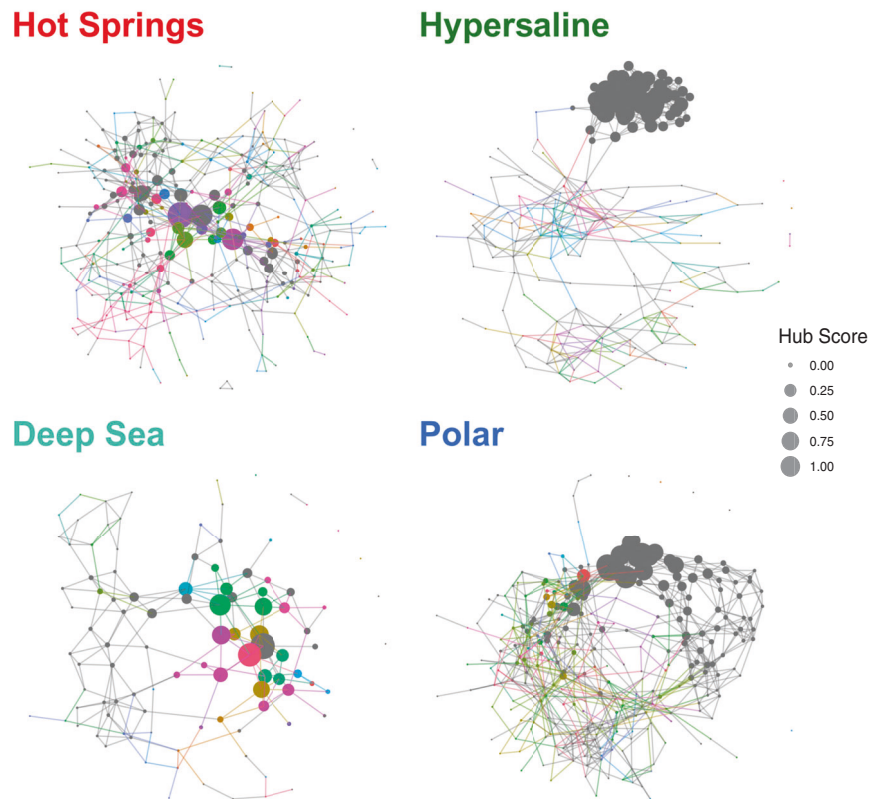 Hot Springs
Hypersaline
Hub Score
0.00
0.25
0.50
0.75
1.00
Deep Sea
Polar